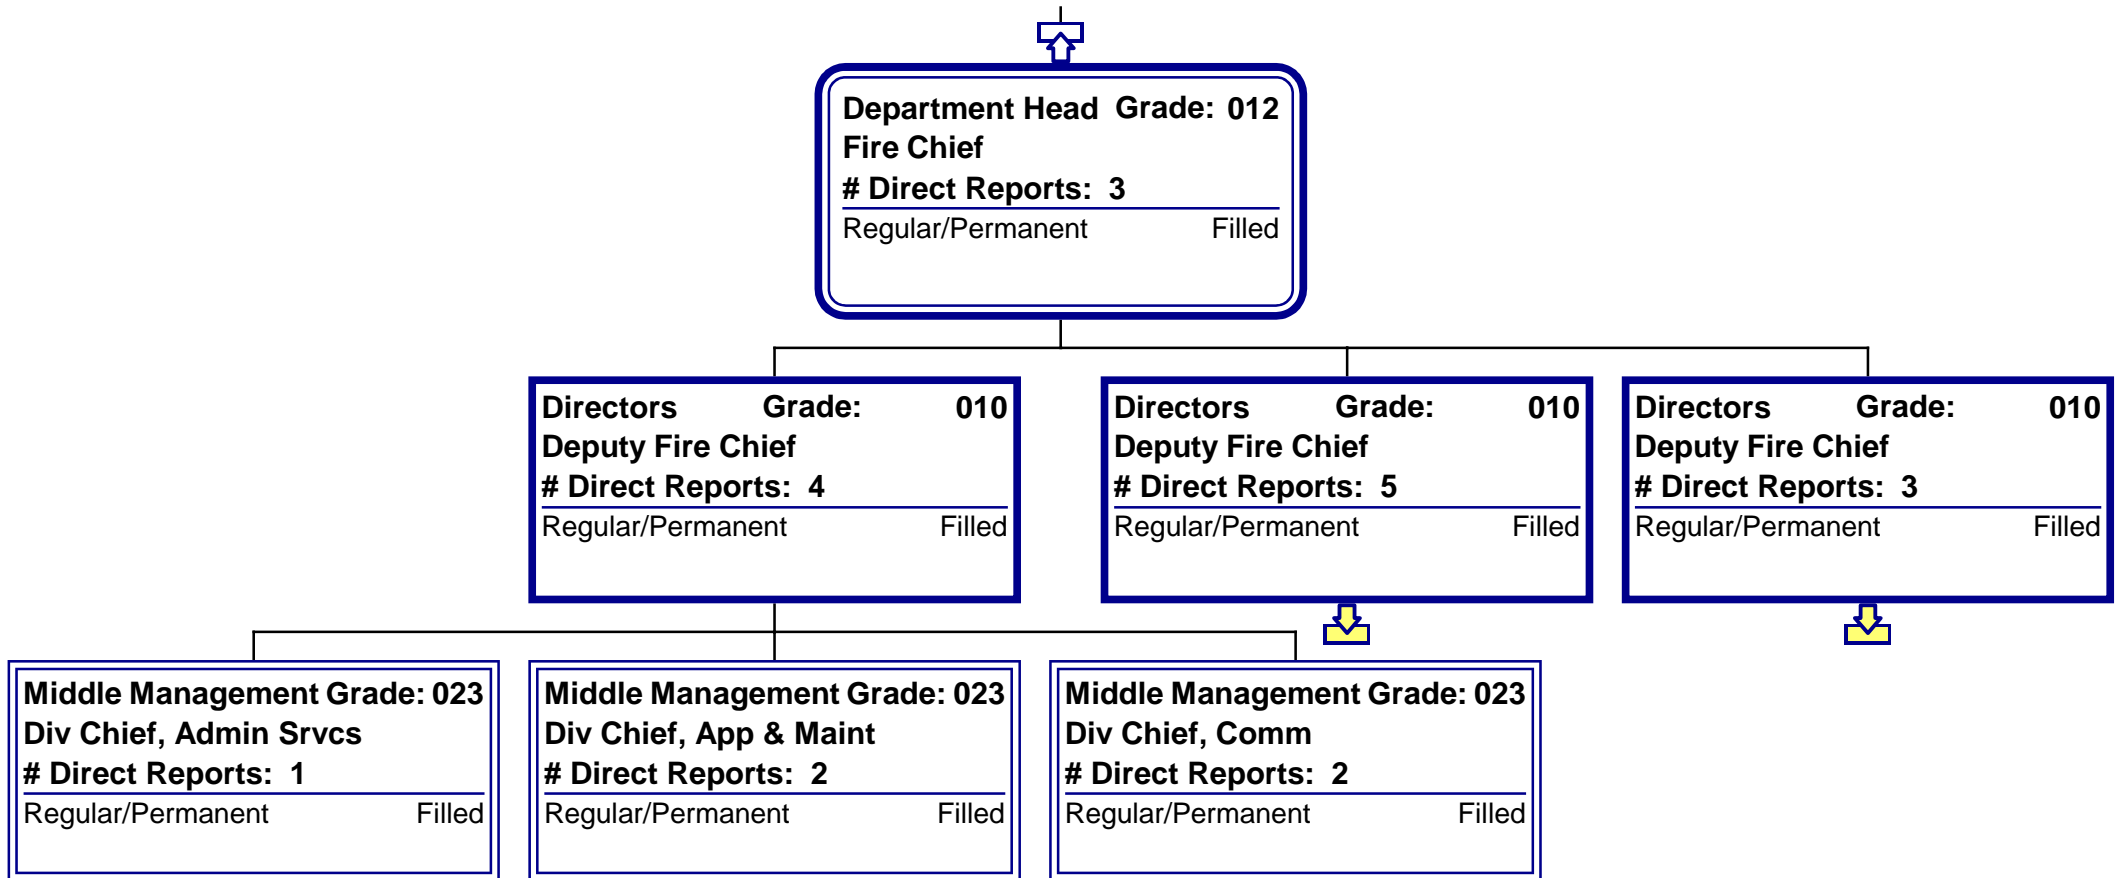 Department Head Grade: 012
Fire Chief
# Direct Reports: 3
Regular/Permanent Filled
Directors Grade: 010
Deputy Fire Chief
# Direct Reports: 4
Regular/Permanent Filled
Directors Grade: 010
Deputy Fire Chief
# Direct Reports: 5
Regular/Permanent Filled
Directors Grade: 010
Deputy Fire Chief
# Direct Reports: 3
Regular/Permanent Filled
Middle Management Grade: 023
Div Chief, Admin Srvcs
# Direct Reports: 1
Regular/Permanent Filled
Middle Management Grade: 023
Div Chief, App & Maint
# Direct Reports: 2
Regular/Permanent Filled
Middle Management Grade: 023
Div Chief, Comm
# Direct Reports: 2
Regular/Permanent Filled